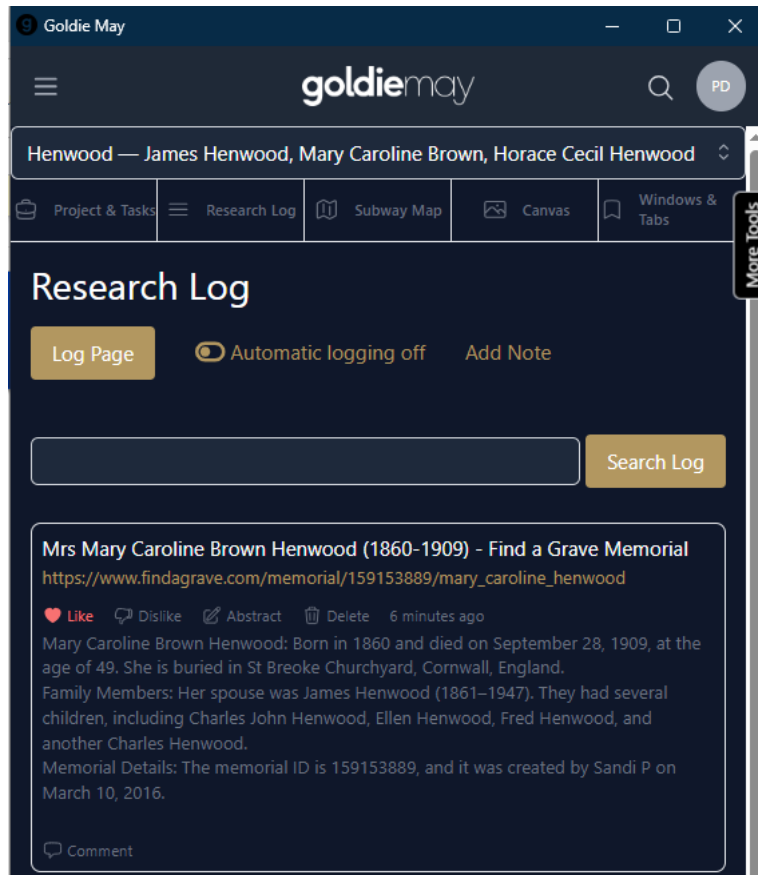 Goldie May
goldiemay
PD
Henwood — James Henwood, Mary Caroline Brown, Horace Cecil Henwood
Project & Tasks
Research Log
Subway Map
Canvas
Windows &
Tabs
More Tools
Research Log
Log Page
Automatic logging off
Add Note
Search Log
Mrs Mary Caroline Brown Henwood (1860-1909) - Find a Grave Memorial
https://www.findagrave.com/memorial/159153889/mary_caroline_henwood
Like Dislike Abstract Delete 6 minutes ago
Mary Caroline Brown Henwood: Born in 1860 and died on September 28, 1909, at the
age of 49. She is buried in St Breoke Churchyard, Cornwall, England.
Family Members: Her spouse was James Henwood (1861–1947). They had several
children, including Charles John Henwood, Ellen Henwood, Fred Henwood, and
another Charles Henwood.
Memorial Details: The memorial ID is 159153889, and it was created by Sandi P on
March 10, 2016.
Comment